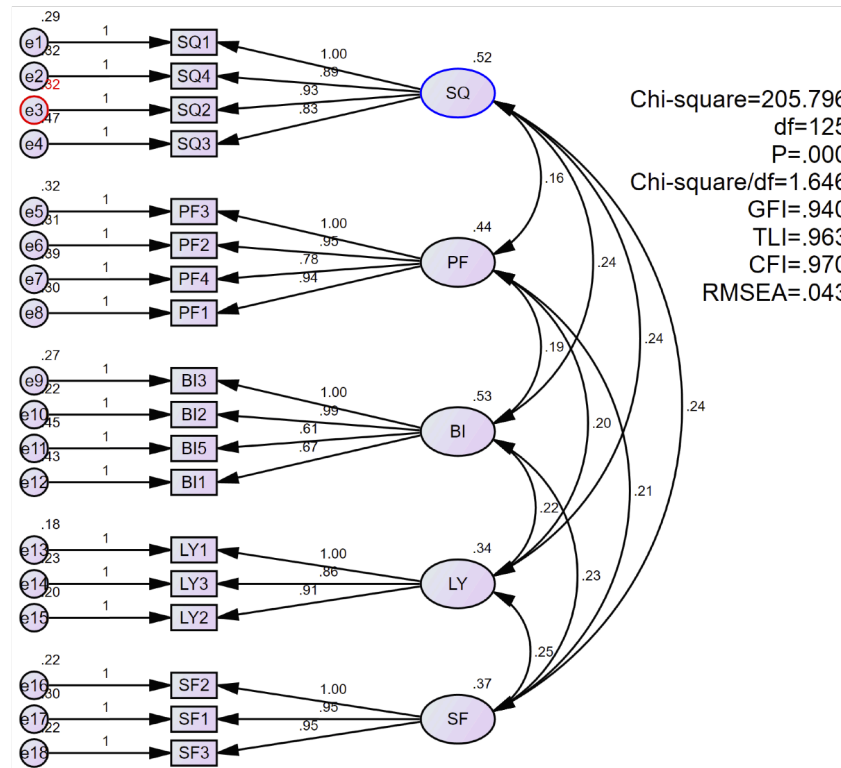 .29
e1 1 SQ1
.32
e2 1 SQ4
.32
e3 1 SQ2
.47
e4 1 SQ3
1.00
.89
.93
.83
.52
SQ
.32
e5 1 PF3
.31
e6 1 PF2
.39
e7 1 PF4
.30
e8 1 PF1
1.00
.95
.78
.94
.44
PF
.27
e9 1 BI3
.22
e10 1 BI2
.45
e11 1 BI5
.43
e12 1 BI1
1.00
.99
.61
.67
.53
BI
.18
e13 1 LY1
.23
e14 1 LY3
.20
e15 1 LY2
1.00
.86
.91
.34
LY
.22
e16 1 SF2
.30
e17 1 SF1
.22
e18 1 SF3
1.00
.95
.95
.37
SF
.16
.24
.24
.24
.19
.20
.21
.22
.23
.25
Chi-square=205.796
df=125
P=.000
Chi-square/df=1.646
GFI=.940
TLI=.963
CFI=.970
RMSEA=.043